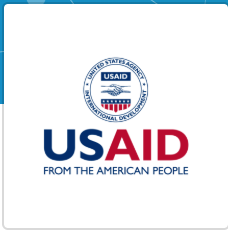 UNITED STATES AGENCY
USAID
INTERNATIONAL DEVELOPMENT
USAID
FROM THE AMERICAN PEOPLE